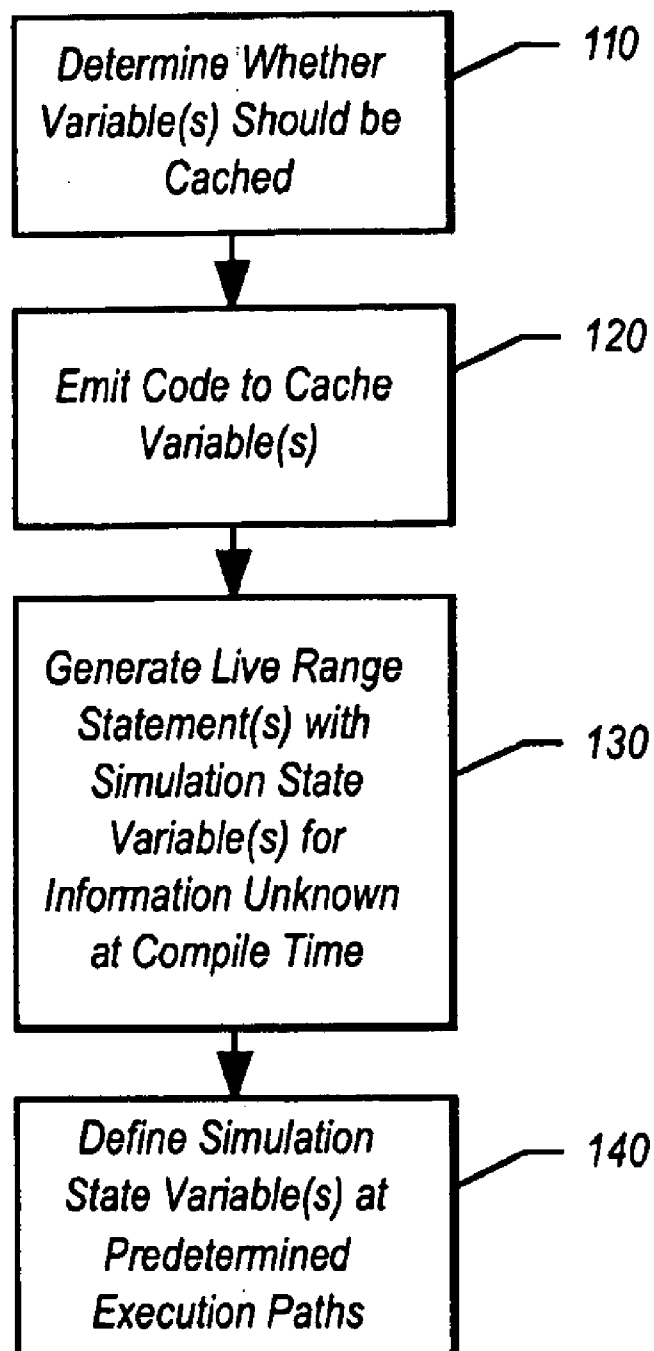 Determine Whether
Variable(s) Should be
Cached
110
Emit Code to Cache
Variable(s)
120
Generate Live Range
Statement(s) with
Simulation State
Variable(s) for
Information Unknown
at Compile Time
130
Define Simulation
State Variable(s) at
Predetermined
Execution Paths
140